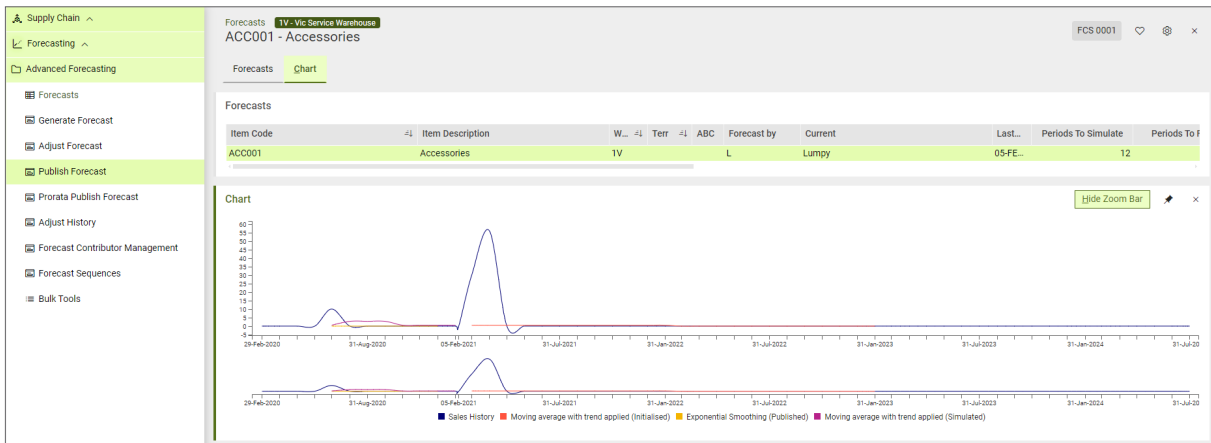 Supply Chain
Forecasting
Advanced Forecasting
Forecasts
Generate Forecast
Adjust Forecast
Publish Forecast
Prorata Publish Forecast
Adjust History
Forecast Contributor Management
Forecast Sequences
Bulk Tools
Forecasts 1V - Vic Service Warehouse
ACC001 - Accessories
FCS 0001
Forecasts Chart
Forecasts
Item Code Item Description W... Terr ABC Forecast by Current Last... Periods To Simulate Periods To F
ACC001 Accessories 1V L Lumpy 05-FE... 12
Chart
Hide Zoom Bar
60
55
50
45
40
35
30
25
20
15
10
5
0
-5
29-Feb-2020 31-Aug-2020 05-Feb-2021 31-Jul-2021 31-Jan-2022 31-Jul-2022 31-Jan-2023 31-Jul-2023 31-Jan-2024 31-Jul-20
29-Feb-2020 31-Aug-2020 05-Feb-2021 31-Jul-2021 31-Jan-2022 31-Jul-2022 31-Jan-2023 31-Jul-2023 31-Jan-2024 31-Jul-20
Sales History Moving average with trend applied (Initialised) Exponential Smoothing (Published) Moving average with trend applied (Simulated)